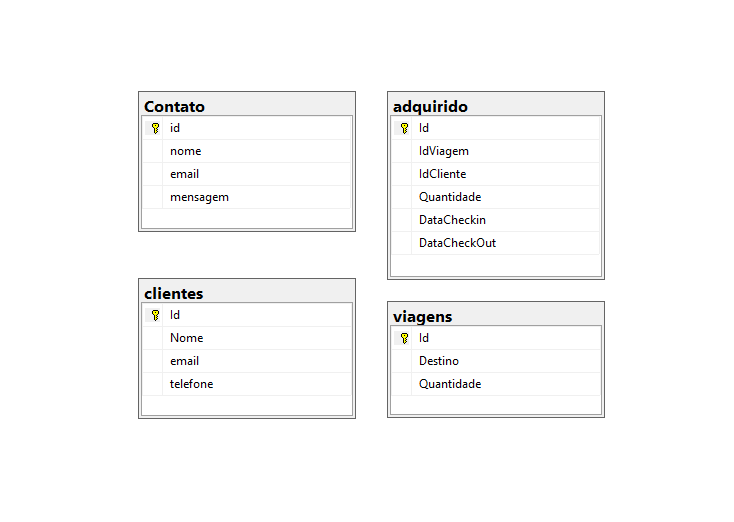 Contato
id
nome
email
mensagem
adquirido
Id
IdViagem
IdCliente
Quantidade
DataCheckin
DataCheckOut
clientes
Id
Nome
email
telefone
viagens
Id
Destino
Quantidade